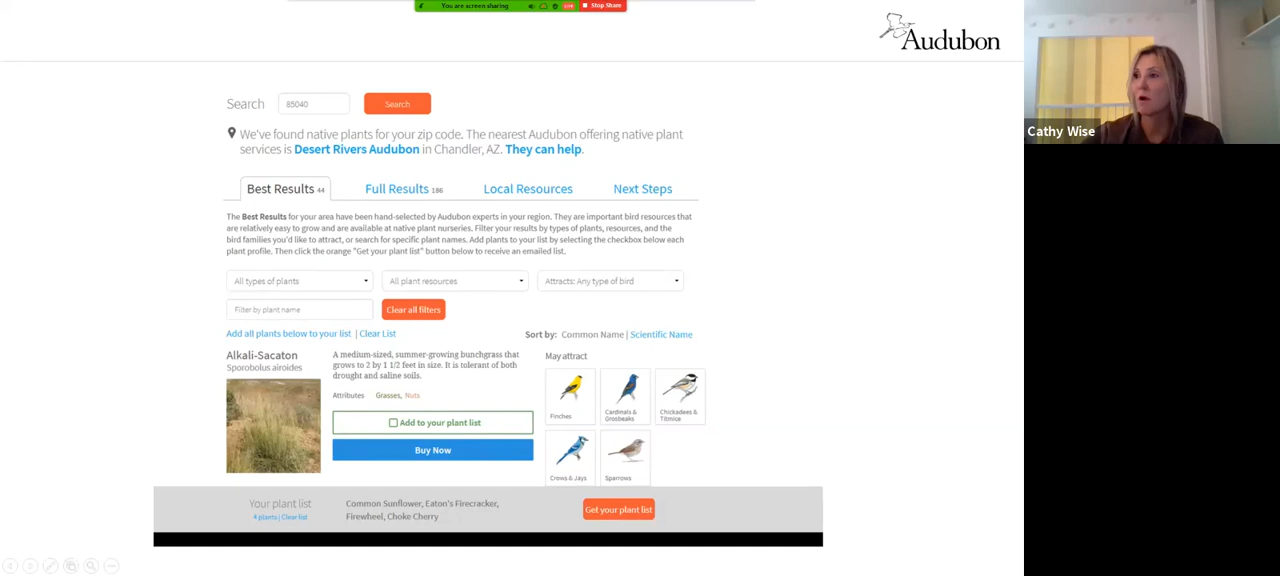 You are screen sharing
LIVE
Stop Share
Audubon
Cathy Wise
Search
85040
Search
We've found native plants for your zip code. The nearest Audubon offering native plant
services is Desert Rivers Audubon in Chandler, AZ. They can help.
Best Results 44
Full Results 186
Local Resources
Next Steps
The Best Results for your area have been hand-selected by Audubon experts in your region. They are important bird resources that
are relatively easy to grow and are available at native plant nurseries. Filter your results by types of plants, resources, and the
bird families you'd like to attract, or search for specific plant names. Add plants to your list by selecting the checkbox below each
plant profile. Then click the orange "Get your plant list" button below to receive an emailed list.
All types of plants
All plant resources
Attracts: Any type of bird
Filter by plant name
Clear all filters
Add all plants below to your list | Clear List
Sort by: Common Name | Scientific Name
Alkali-Sacaton
Sporobolus airoides
A medium-sized, summer-growing bunchgrass that
grows to 2 by 1 1/2 feet in size. It is tolerant of both
drought and saline soils.
Attributes Grasses, Nuts
Add to your plant list
Buy Now
May attract
Finches
Cardinals &
Grosbeaks
Chickadees &
Titmice
Crows & Jays
Sparrows
Your plant list
4 plants | Clear list
Common Sunflower, Eaton's Firecracker,
Firewheel, Choke Cherry
Get your plant list